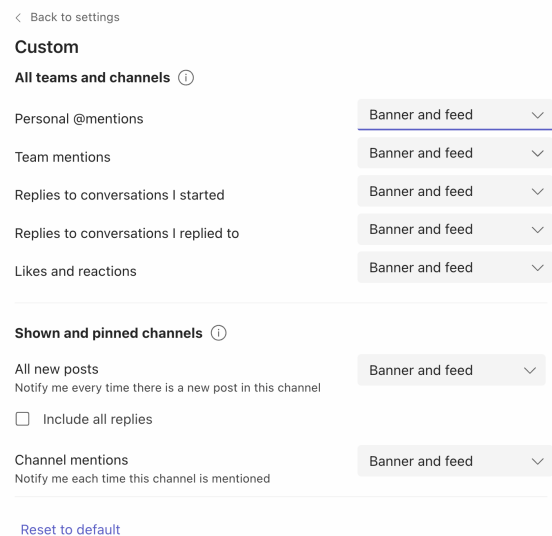 Back to settings
Custom
All teams and channels
Personal @mentions Banner and feed
Team mentions Banner and feed
Replies to conversations I started Banner and feed
Replies to conversations I replied to Banner and feed
Likes and reactions Banner and feed
Shown and pinned channels
All new posts Banner and feed
Notify me every time there is a new post in this channel
Include all replies
Channel mentions Banner and feed
Notify me each time this channel is mentioned
Reset to default